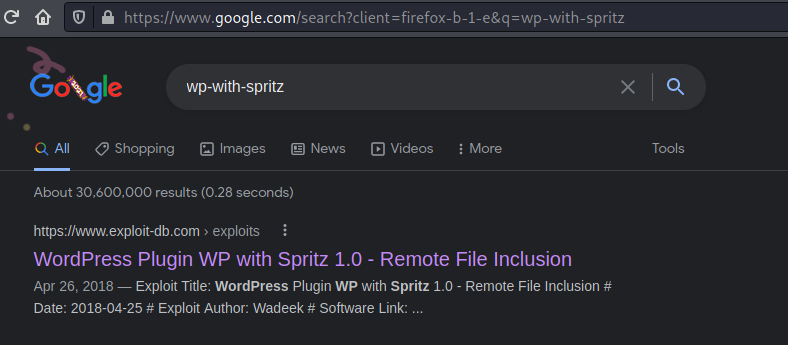 https://www.google.com/search?client=firefox-b-1-e&q=wp-with-spritz
Google
wp-with-spritz
All Shopping Images News Videos More Tools
About 30,600,000 results (0.28 seconds)
https://www.exploit-db.com › exploits
WordPress Plugin WP with Spritz 1.0 - Remote File Inclusion
Apr 26, 2018 — Exploit Title: WordPress Plugin WP with Spritz 1.0 - Remote File Inclusion #
Date: 2018-04-25 # Exploit Author: Wadeek # Software Link: ...